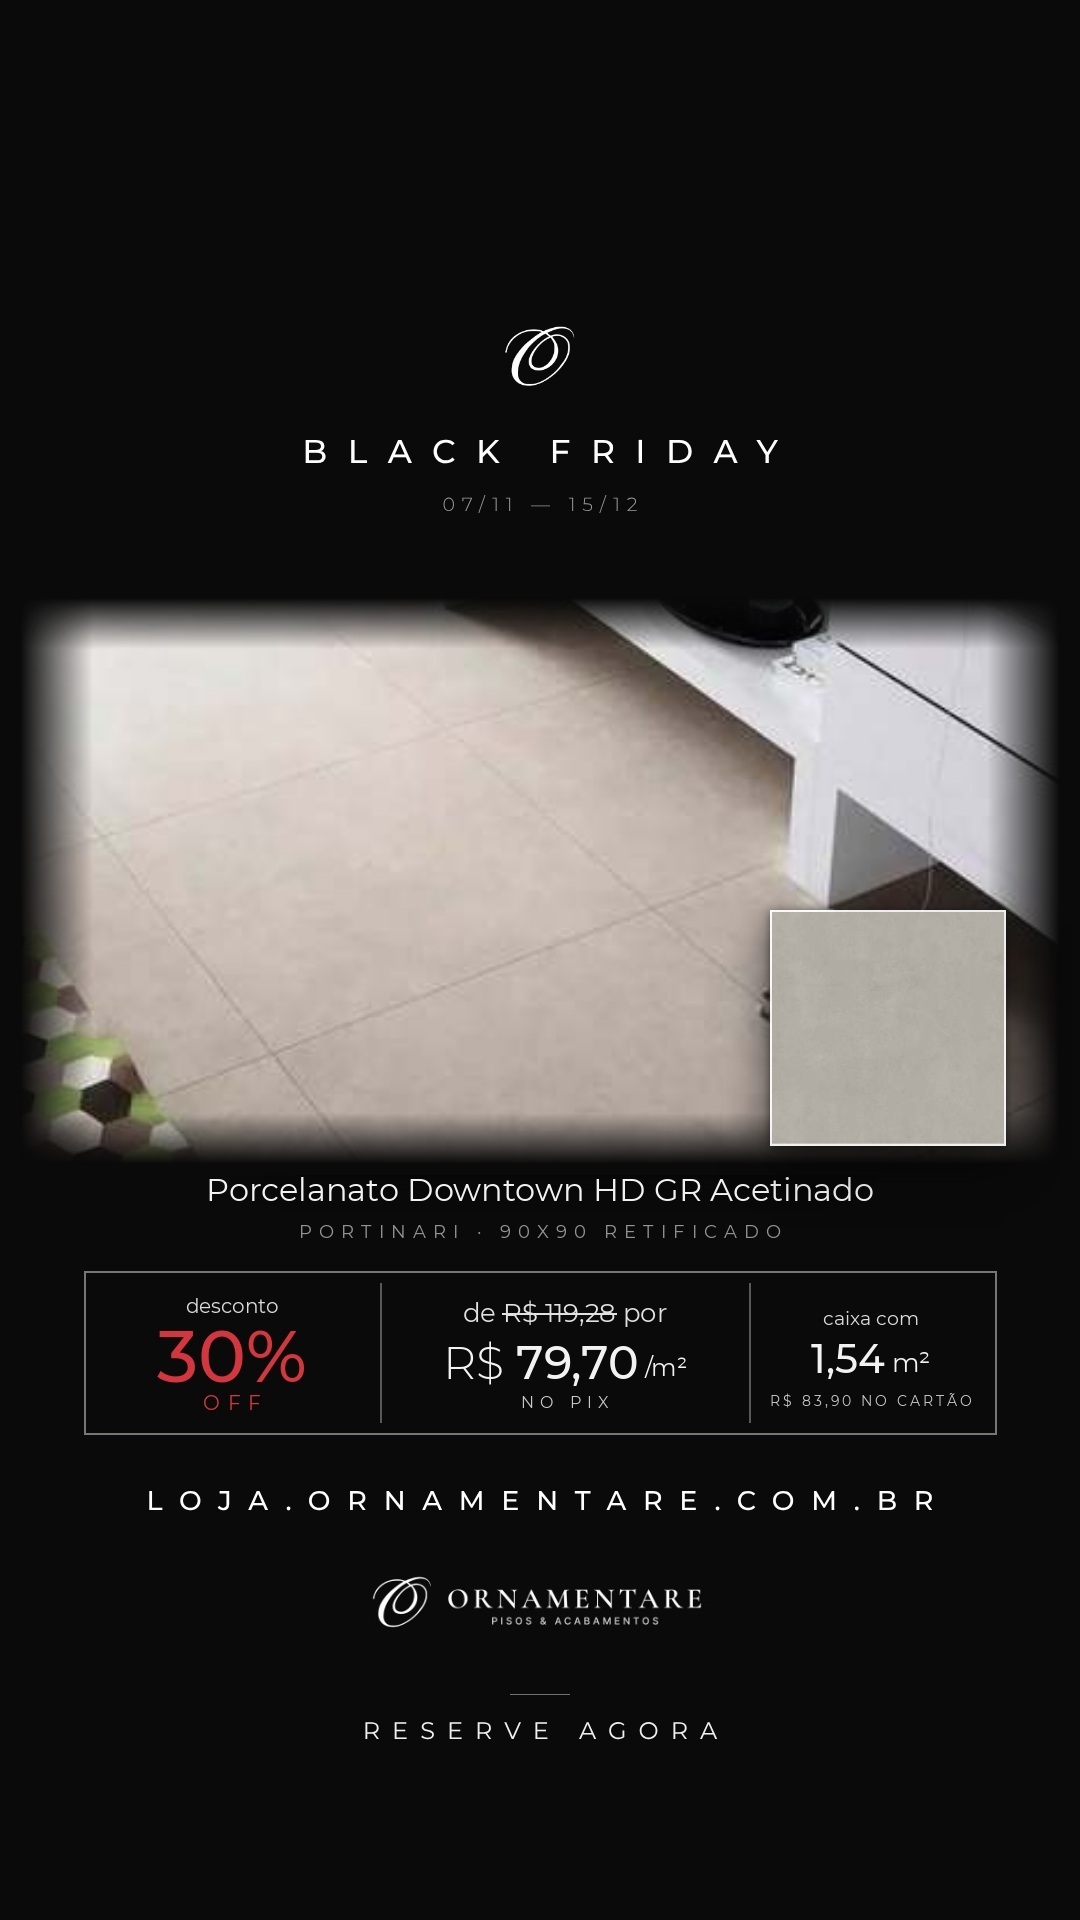 O
BLACK FRIDAY
07/11 — 15/12
Porcelanato Downtown HD GR Acetinado
PORTINARI · 90X90 RETIFICADO
desconto
30%
OFF
de R$ 119,28 por
R$ 79,70 /m²
NO PIX
caixa com
1,54 m²
R$ 83,90 NO CARTÃO
LOJA.ORNAMENTARE.COM.BR
O ORNAMENTARE
PISOS & ACABAMENTOS
RESERVE AGORA